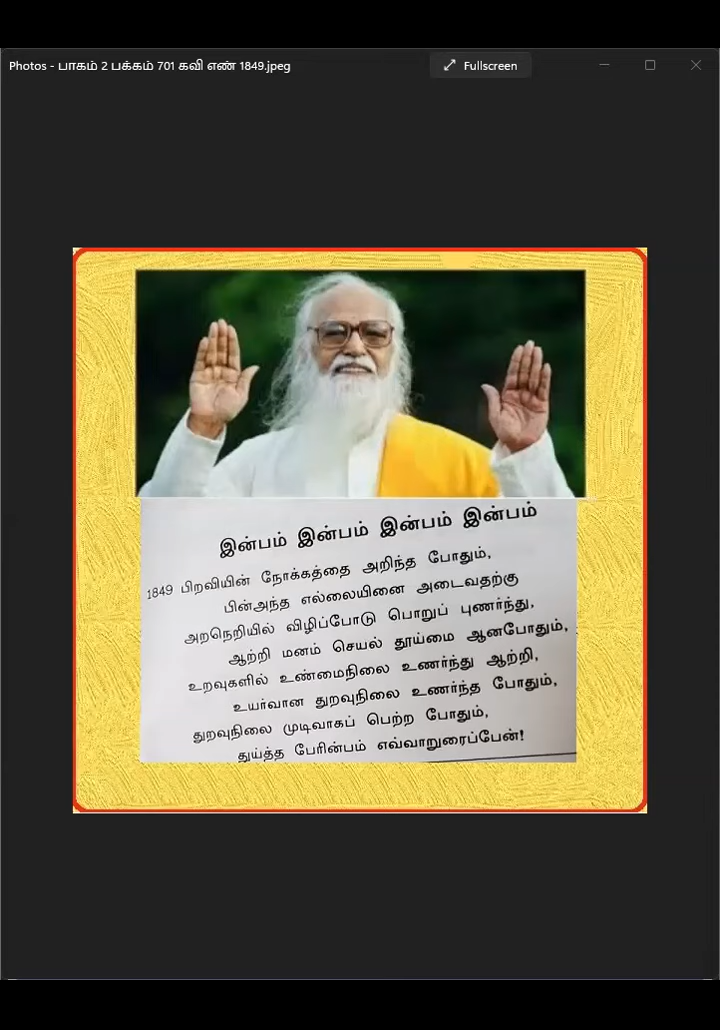 Photos - பாகம் 2 பக்கம் 701 கவி எண் 1849.jpeg
Fullscreen
இன்பம் இன்பம் இன்பம் இன்பம்
1849 பிறவியின் நோக்கத்தை அறிந்த போதும்,
பின்அந்த எல்லையினை அடைவதற்கு
அறநெறியில் விழிப்போடு பொறுப் புணர்ந்து,
ஆற்றி மனம் செயல் தூய்மை ஆனபோதும்,
உறவுகளில் உண்மைநிலை உணர்ந்து ஆற்றி,
உயர்வான துறவுநிலை உணர்ந்த போதும்,
துறவுநிலை முடிவாகப் பெற்ற போதும்,
துய்த்த பேரின்பம் எவ்வாறுரைப்பேன்!